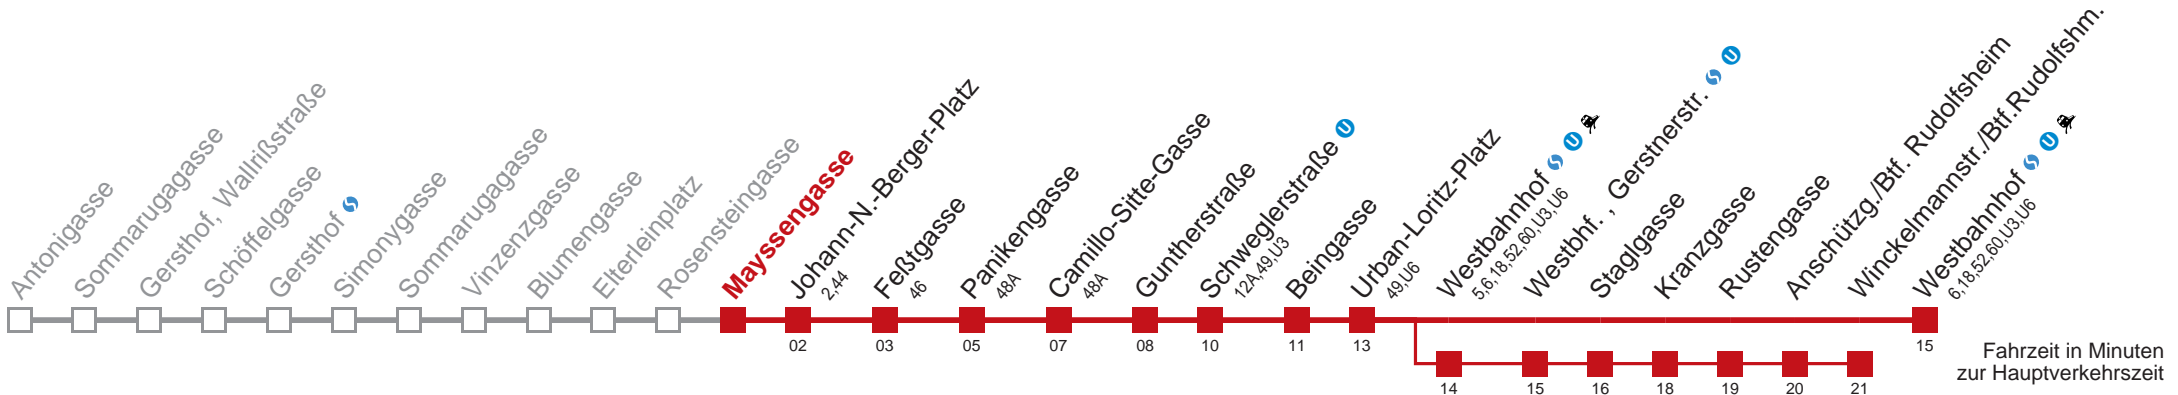 Antonigasse
Sommarugagasse
Gersthof, Wallrißstraße
Schöffelgasse
Gersthof S
Simonygasse
Sommarugagasse
Vinzenzgasse
Blumengasse
Elterleinplatz
Rosensteingasse
Mayssengasse
Johann-N.-Berger-Platz
2,44
Feßtgasse
46
Panikengasse
48A
Camillo-Sitte-Gasse
48A
Guntherstraße
Schweglerstraße U
12A,49,U3
Beingasse
Urban-Loritz-Platz
49,U6
Westbahnhof S U
5,6,18,52,60,U3,U6
Westbhf. , Gerstnerstr. S U
Staglgasse
Kranzgasse
Rustengasse
Anschützg./Btf. Rudolfsheim
Winckelmannstr./Btf.Rudolfshm.
Westbahnhof S U
6,18,52,60,U3,U6
02 03 05 07 08 10 11 13 15
14 15 16 18 19 20 21
Fahrzeit in Minuten
zur Hauptverkehrszeit